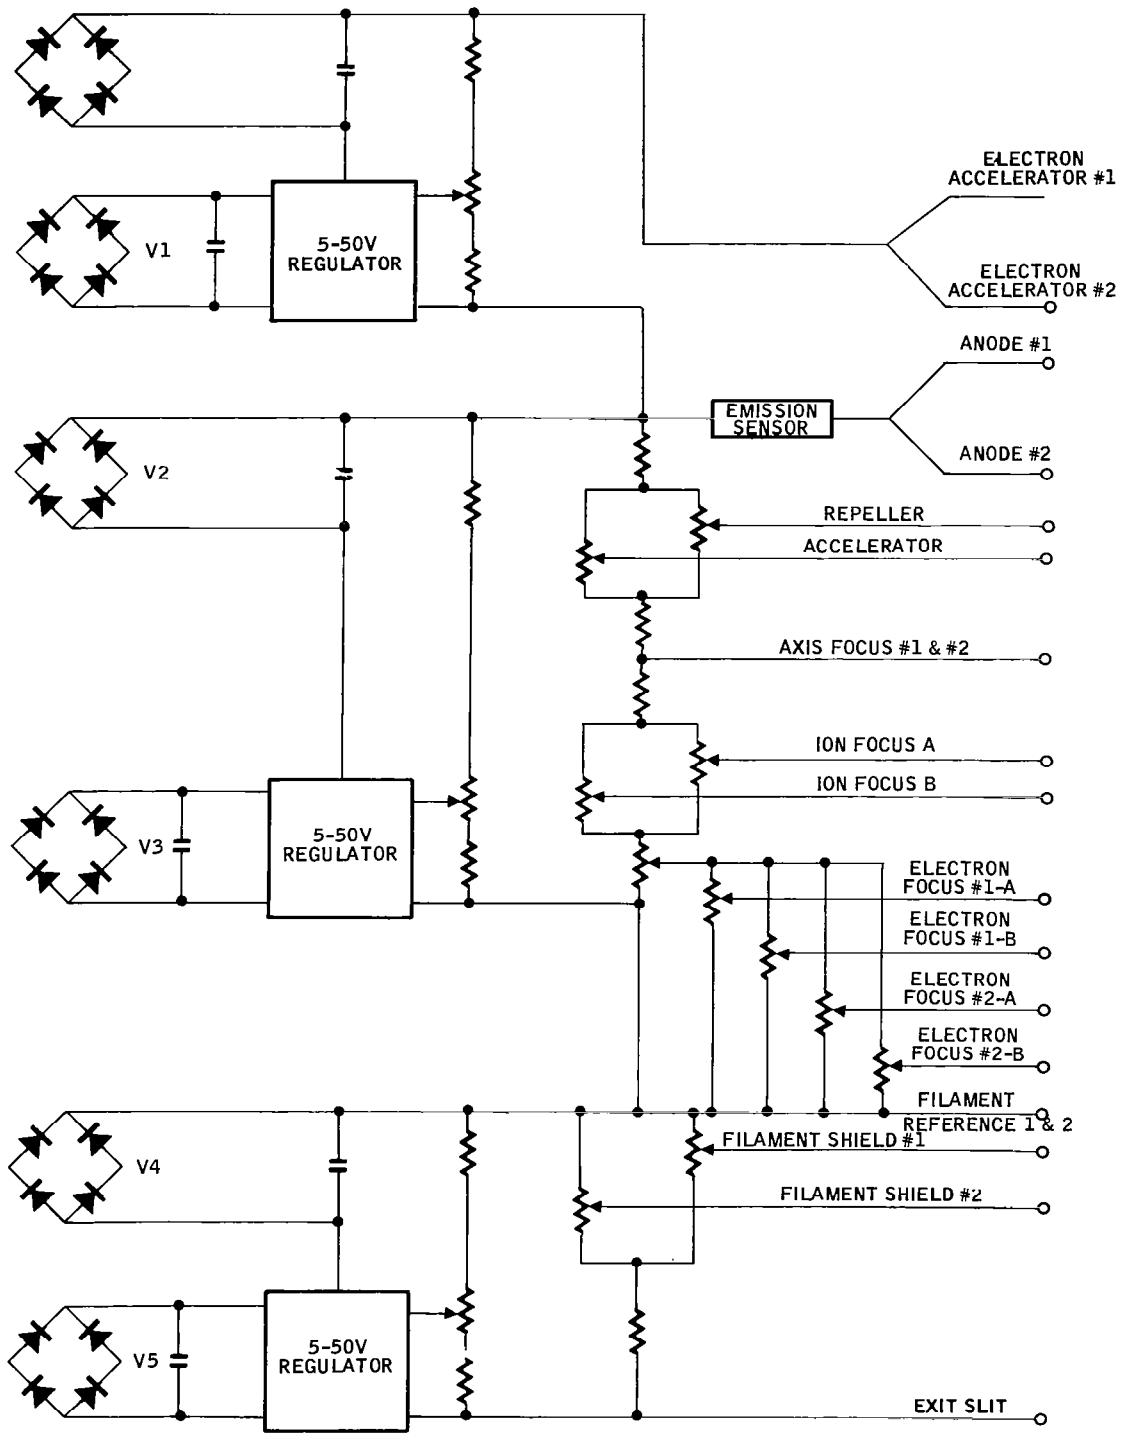 ELECTRON
ACCELERATOR #1
V1
5-50V
REGULATOR
ELECTRON
ACCELERATOR #2
ANODE #1
EMISSION
SENSOR
V2
ANODE #2
REPELLER
ACCELERATOR
AXIS FOCUS #1 & #2
ION FOCUS A
ION FOCUS B
V3
5-50V
REGULATOR
ELECTRON
FOCUS #1-A
ELECTRON
FOCUS #1-B
ELECTRON
FOCUS #2-A
ELECTRON
FOCUS #2-B
FILAMENT
REFERENCE 1 & 2
FILAMENT SHIELD #1
V4
FILAMENT SHIELD #2
V5
5-50V
REGULATOR
EXIT SLIT